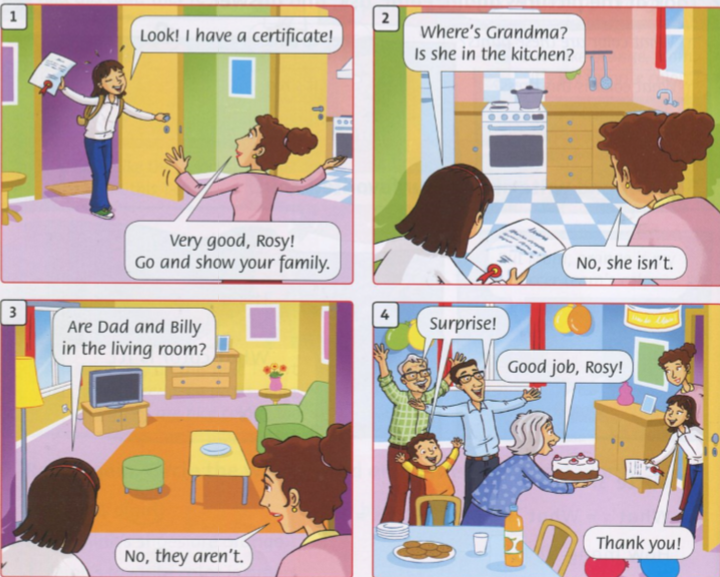 1
Look! I have a certificate!
Very good, Rosy!
Go and show your family.
2
Where's Grandma?
Is she in the kitchen?
No, she isn't.
3
Are Dad and Billy
in the living room?
No, they aren't.
4
Surprise!
Good job, Rosy!
Thank you!